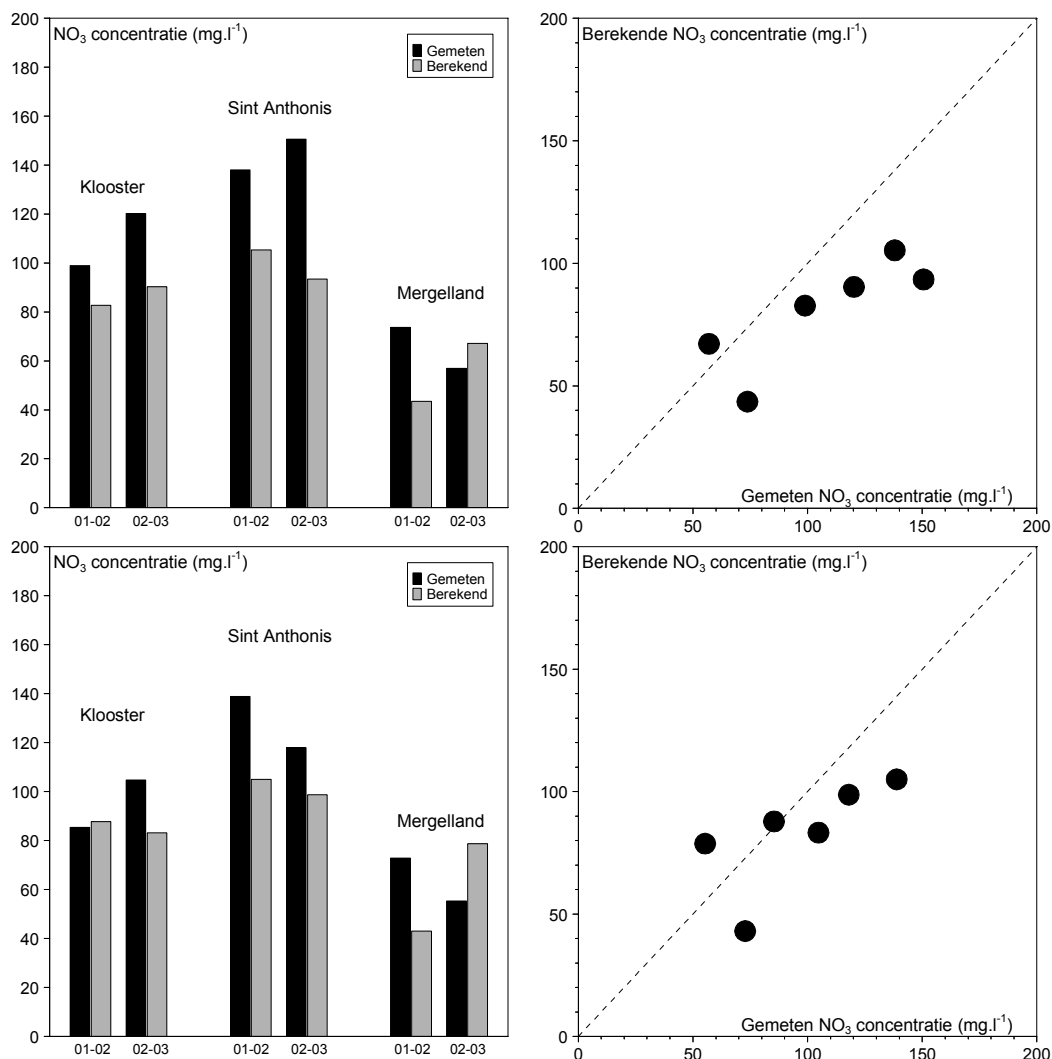 NO₃ concentratie (mg.l⁻¹)
Gemeten
Berekend
Sint Anthonis
Klooster
Mergelland
200
180
160
140
120
100
80
60
40
20
0
01-02 02-03 01-02 02-03 01-02 02-03
Berekende NO₃ concentratie (mg.l⁻¹)
200
150
100
50
0
Gemeten NO₃ concentratie (mg.l⁻¹)
0 50 100 150 200
NO₃ concentratie (mg.l⁻¹)
Gemeten
Berekend
Sint Anthonis
Klooster
Mergelland
200
180
160
140
120
100
80
60
40
20
0
01-02 02-03 01-02 02-03 01-02 02-03
Berekende NO₃ concentratie (mg.l⁻¹)
200
150
100
50
0
Gemeten NO₃ concentratie (mg.l⁻¹)
0 50 100 150 200